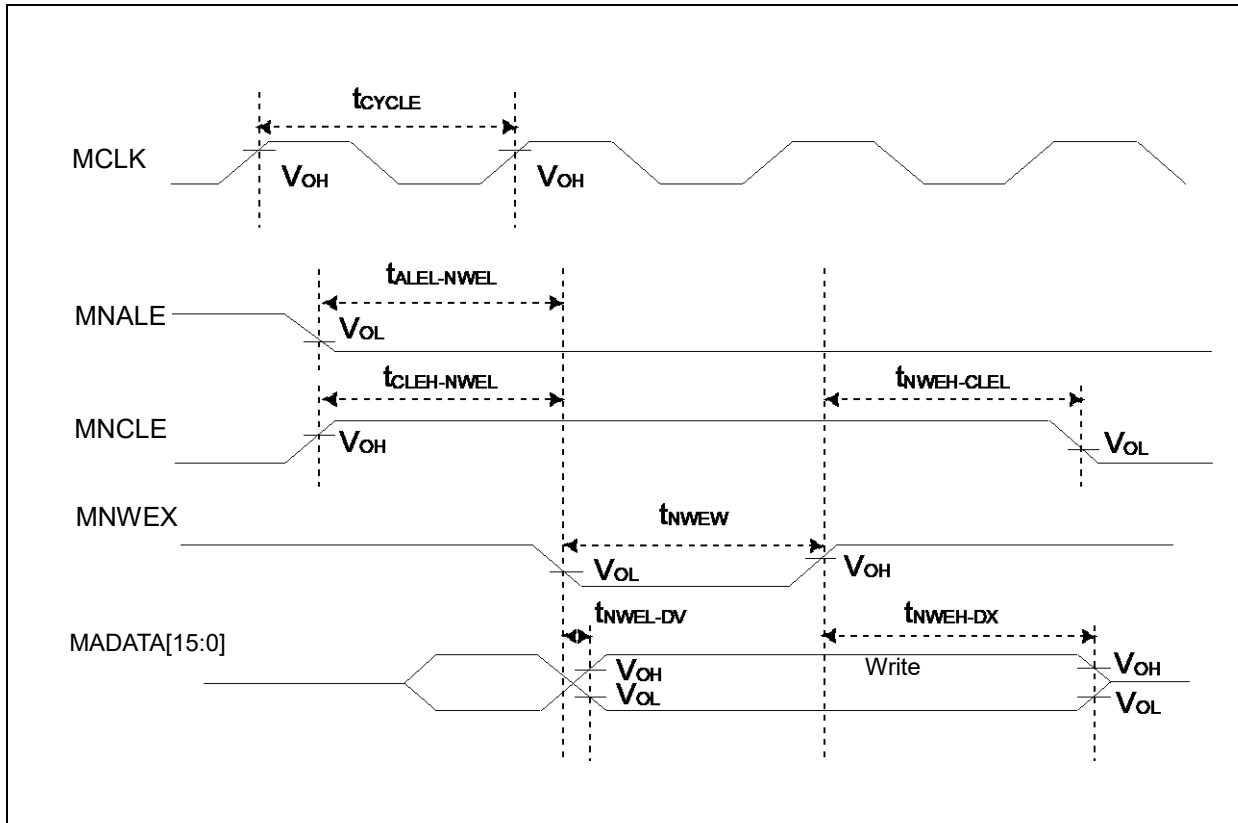 tCYCLE
MCLK
VOH VOH
tALEL-NWEL
MNALE
VOL
tCLEH-NWEL tNWEH-CLEL
MNCLE
VOH VOL
MNWEX
tNWEW
VOL VOH
tNWEL-DV tNWEH-DX
MADATA[15:0]
Write
VOH VOH
VOL VOL